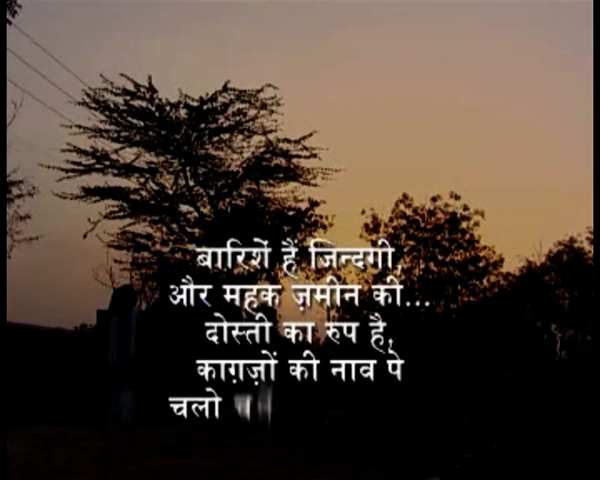 बारिशें हैं ज़िन्दगी,
और महक ज़मीन की...
दोस्ती का रुप है,
काग़ज़ों की नाव पे
चलो